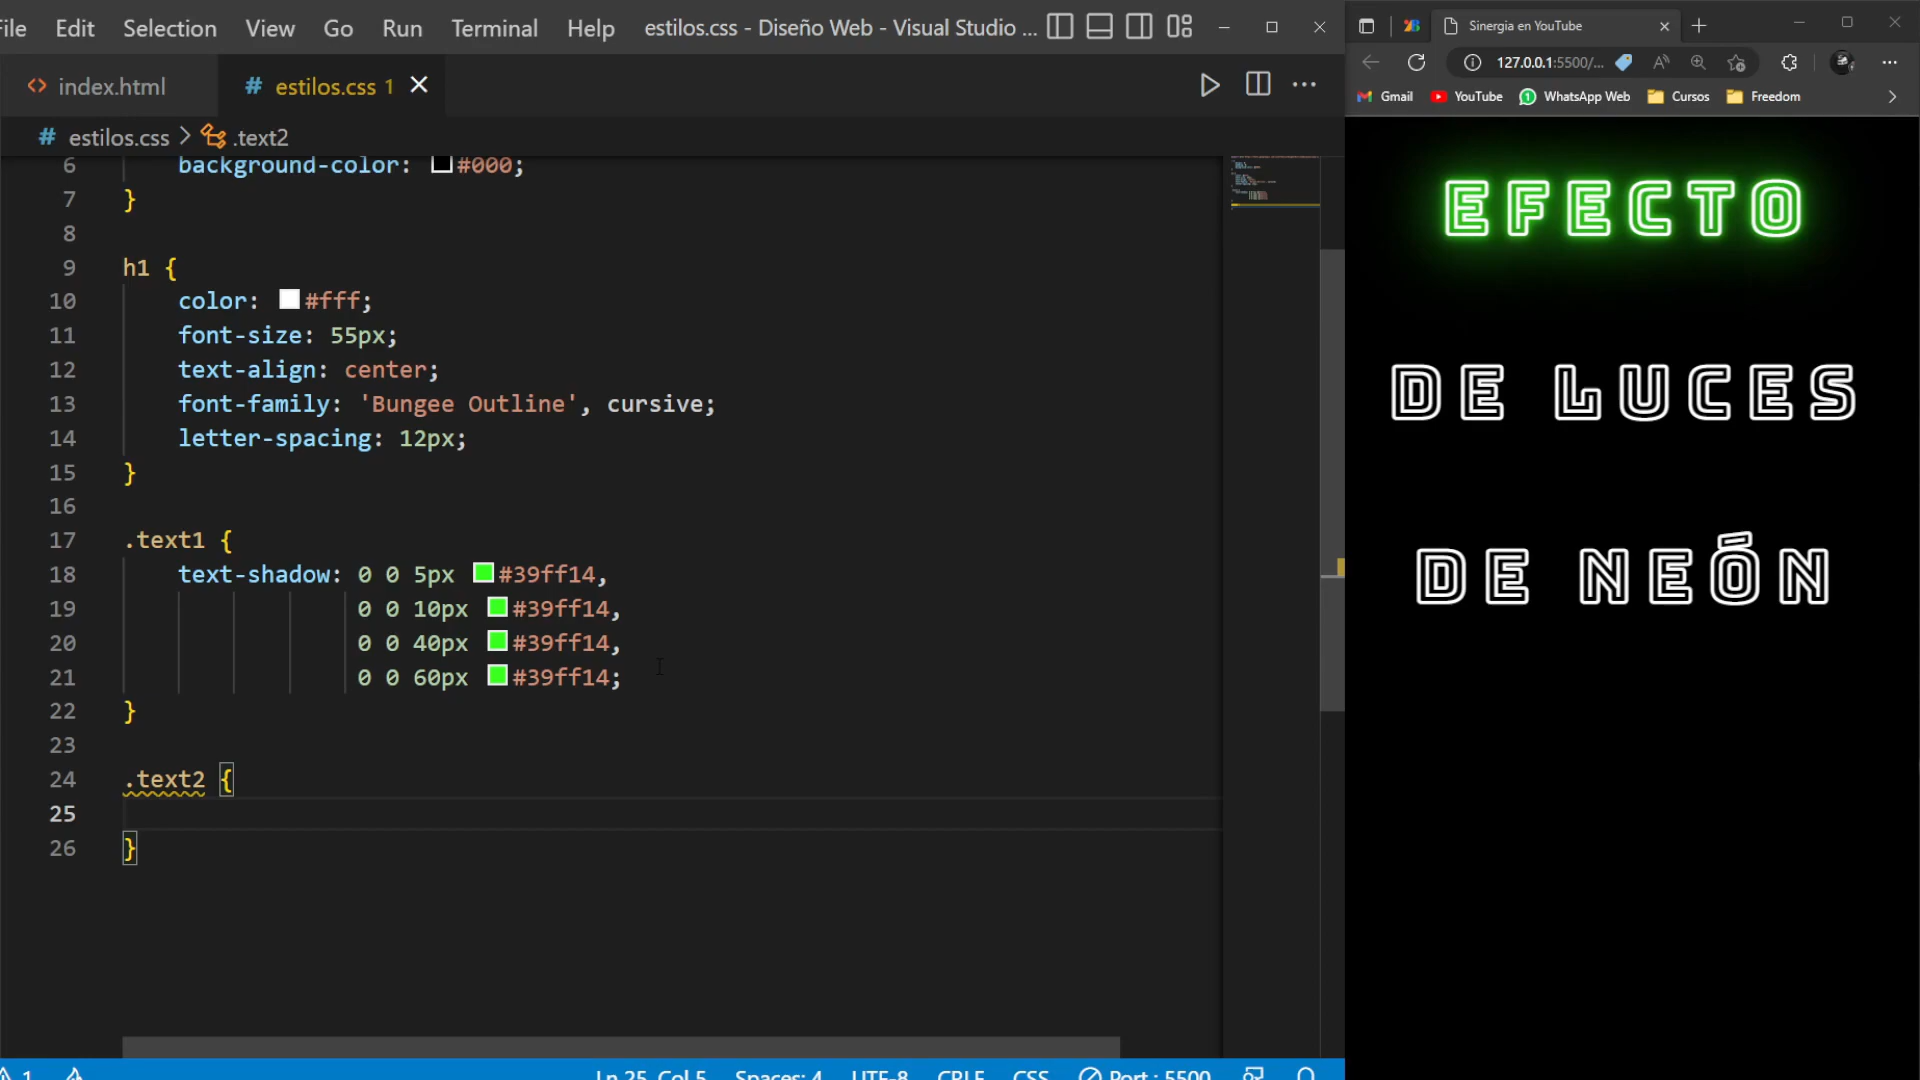 File Edit Selection View Go Run Terminal Help estilos.css - Diseño Web - Visual Studio ...
index.html
# estilos.css 1
# estilos.css > .text2
6 background-color: #000;
7 }
8
9 h1 {
10 color: #fff;
11 font-size: 55px;
12 text-align: center;
13 font-family: 'Bungee Outline', cursive;
14 letter-spacing: 12px;
15 }
16
17 .text1 {
18 text-shadow: 0 0 5px #39ff14,
19 0 0 10px #39ff14,
20 0 0 40px #39ff14,
21 0 0 60px #39ff14;
22 }
23
24 .text2 {
25
26 }
1 Ln 25, Col 5 Spaces: 4 UTF-8 CRLF CSS Port : 5500
Sinergia en YouTube
127.0.0.1:5500/...
Gmail YouTube WhatsApp Web Cursos Freedom
EFECTO
DE LUCES
DE NEÓN